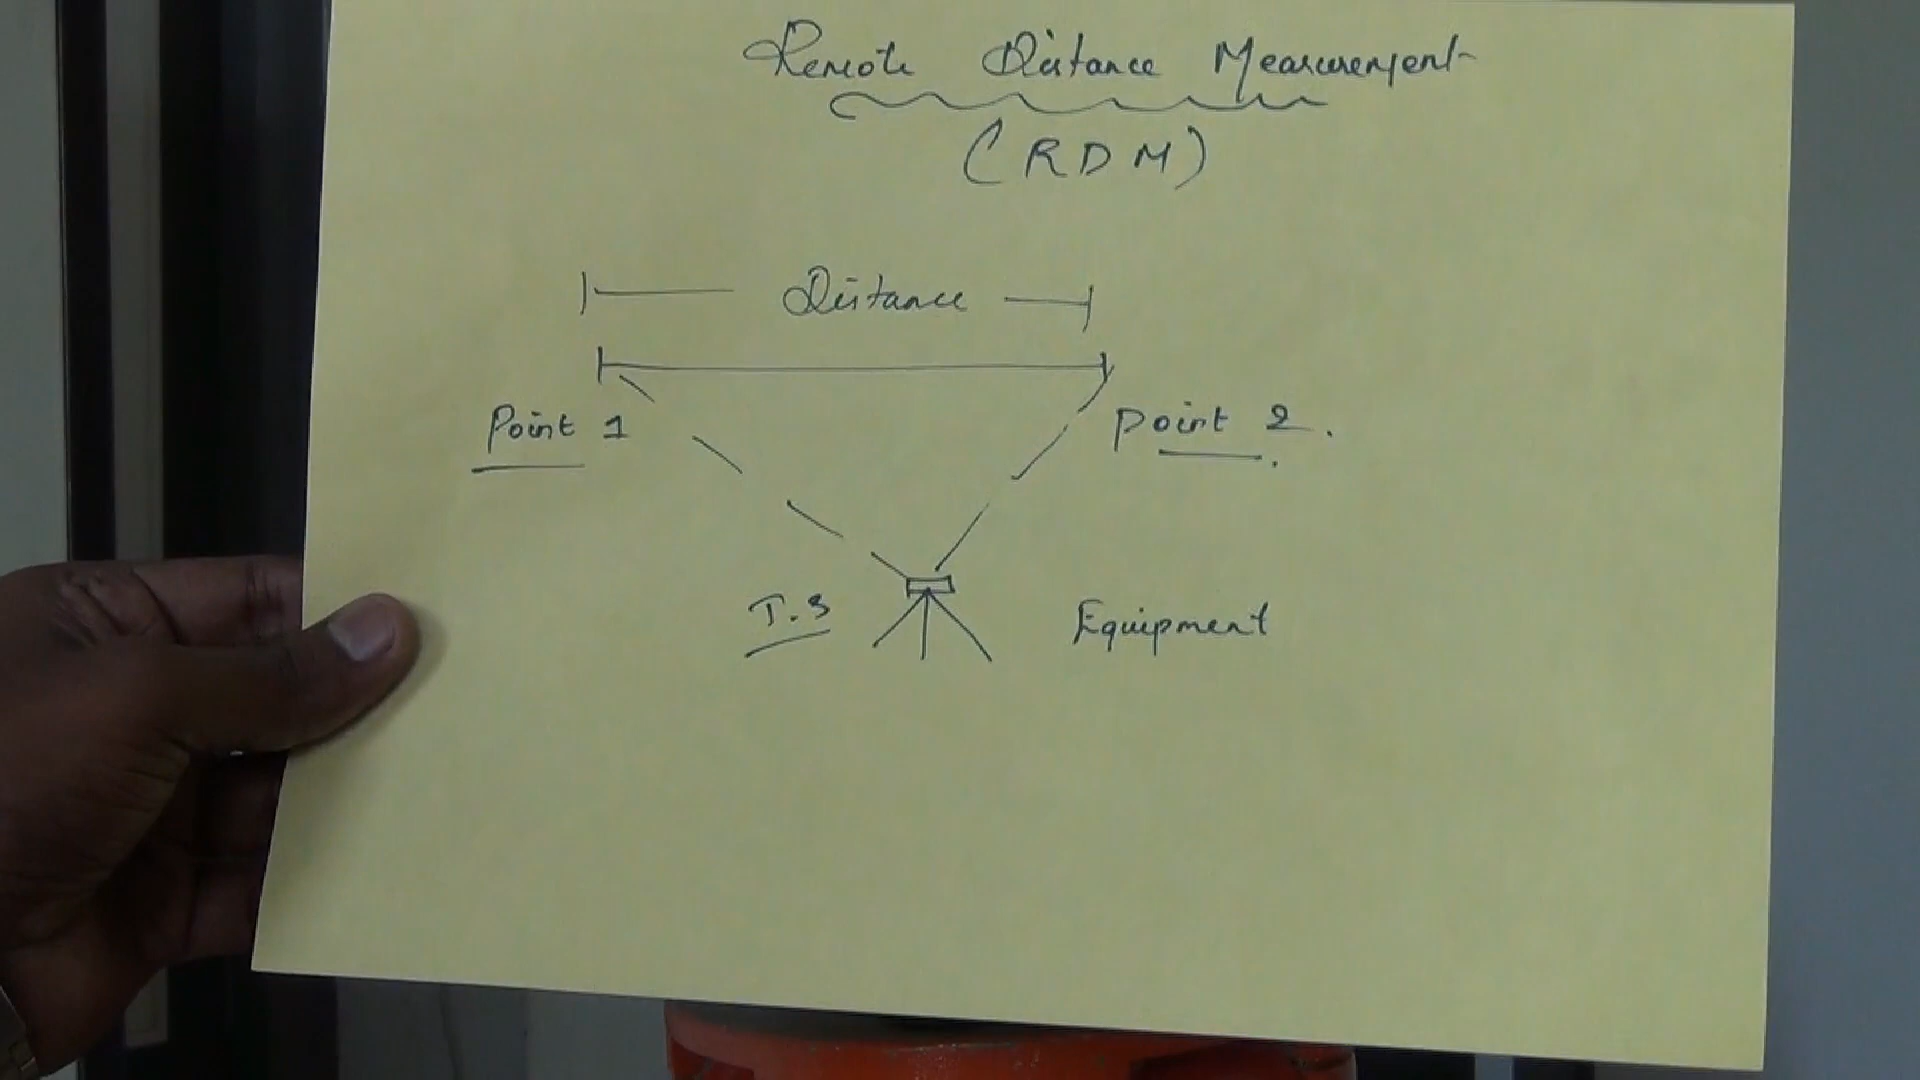 Remote Distance Measurement
(RDM)
Distance
Point 1
Point 2.
T.S
Equipment